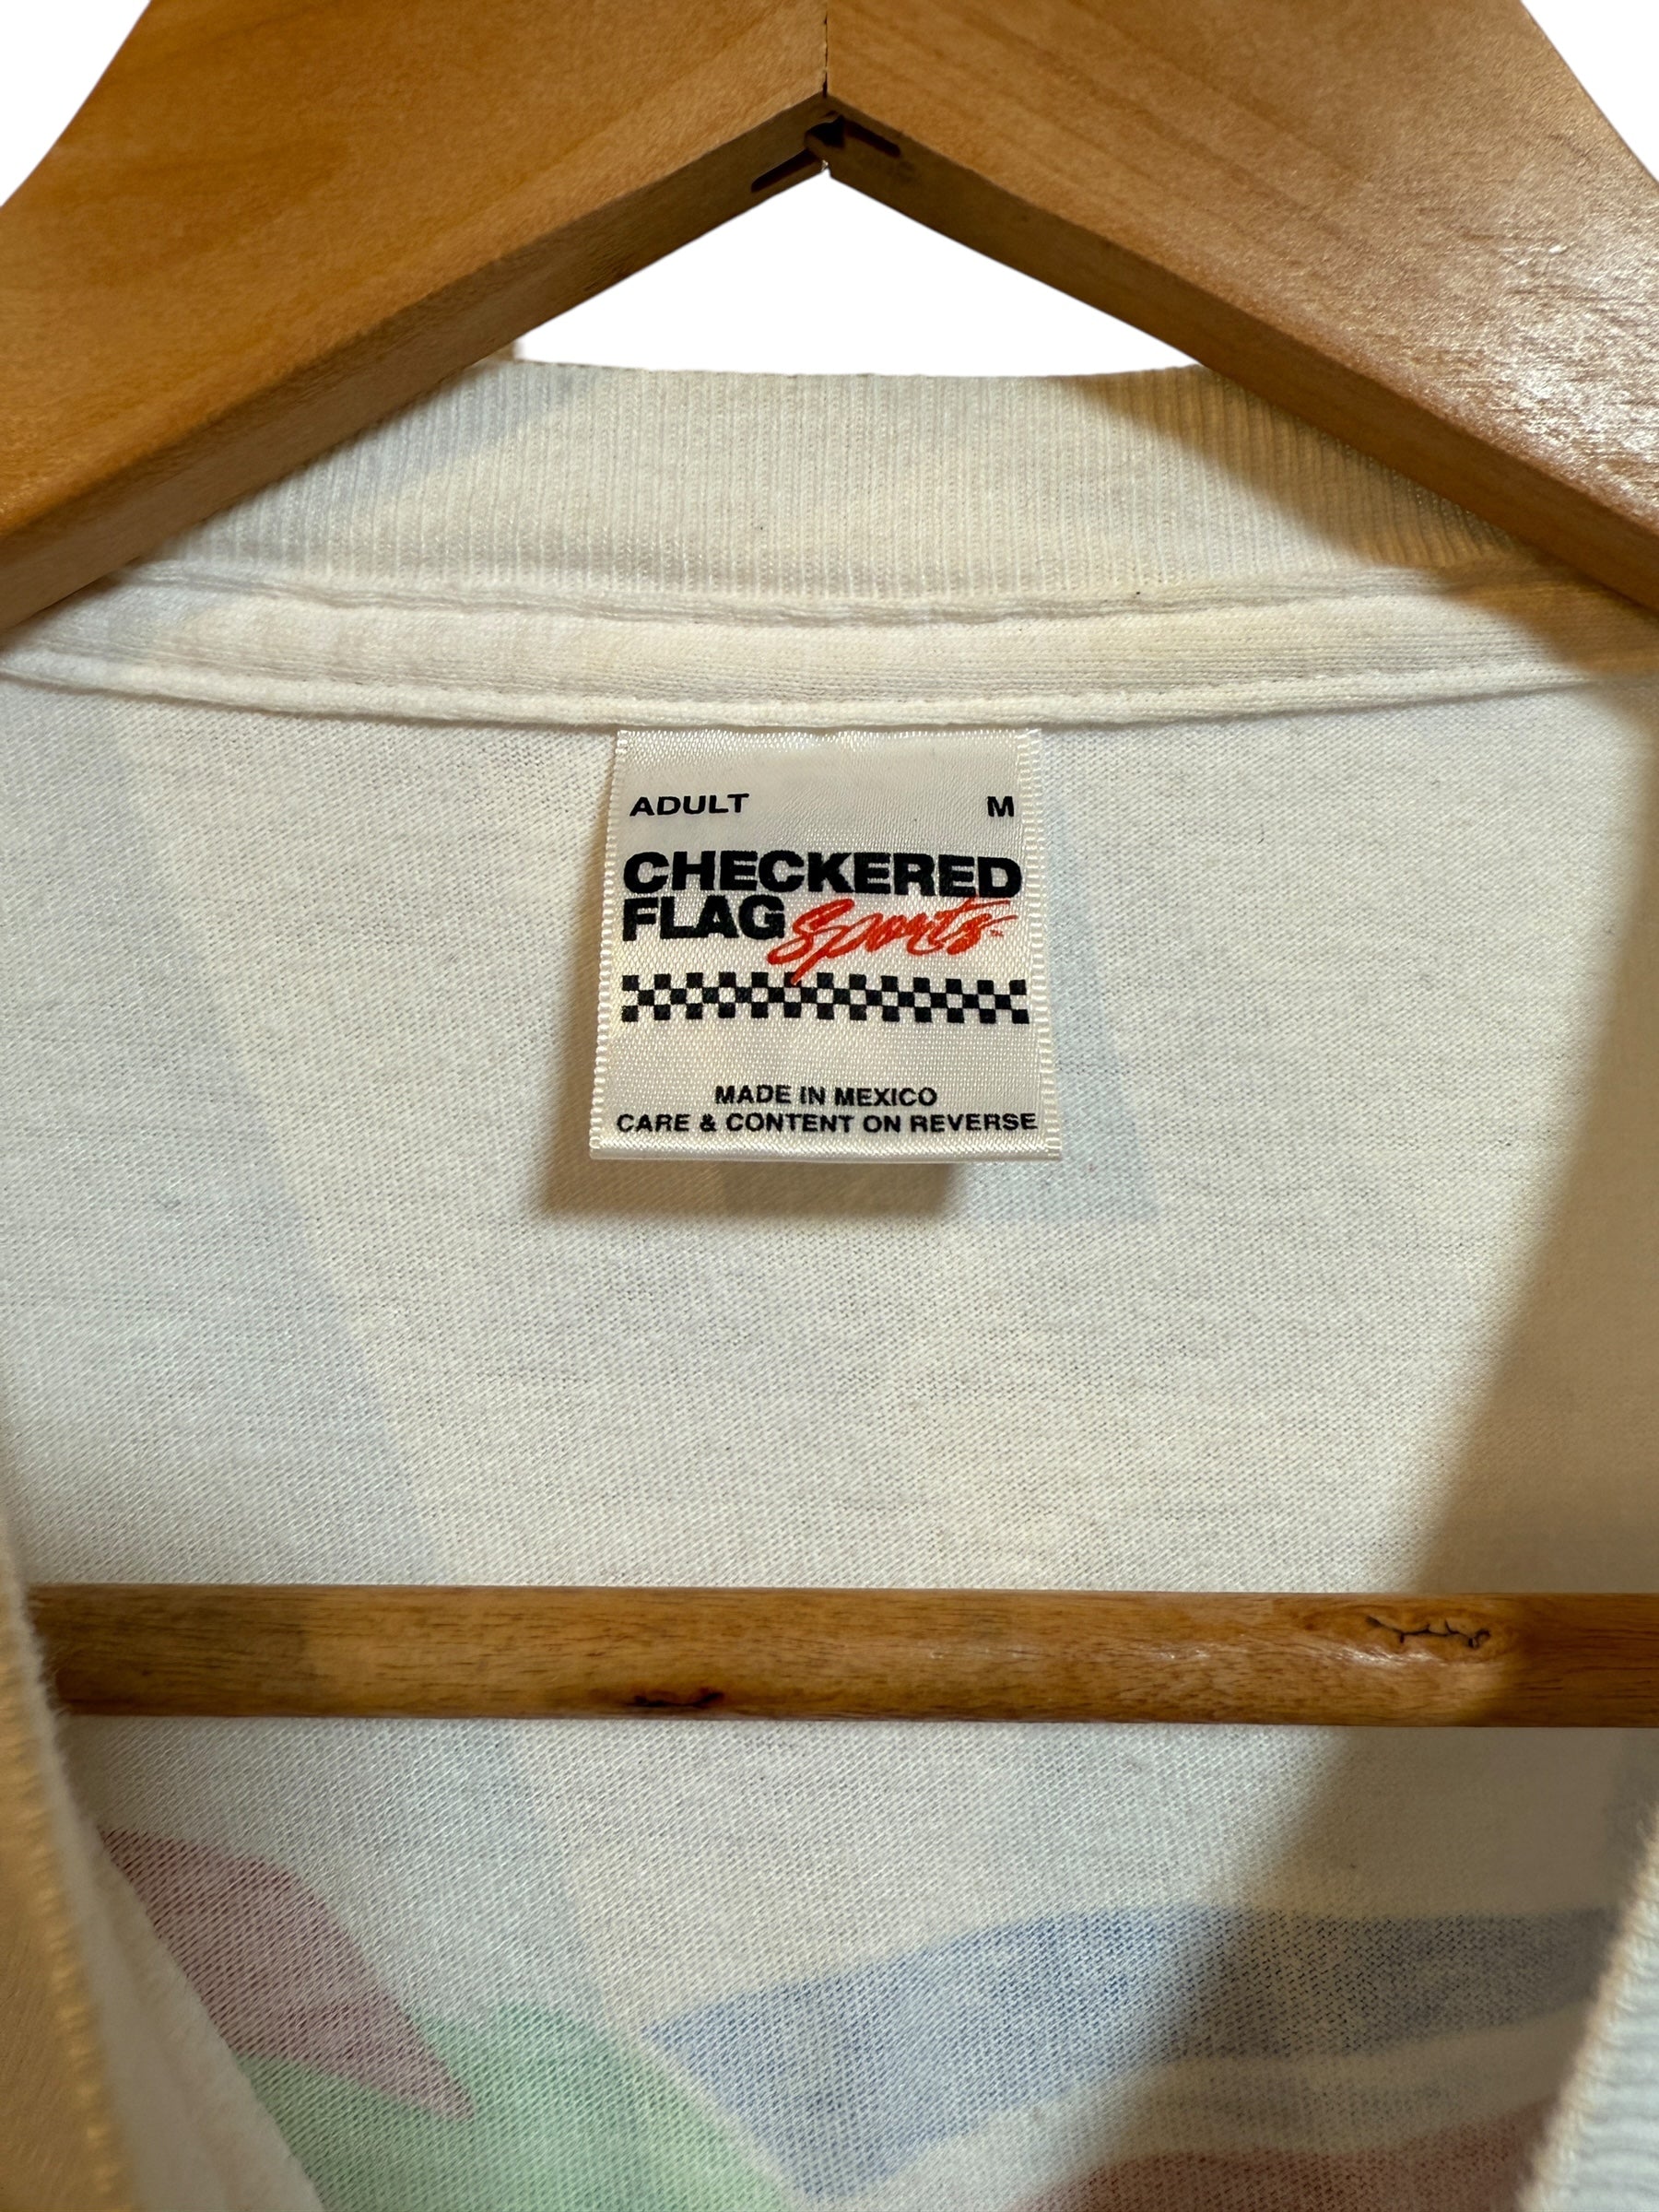 ADULT M
CHECKERED
FLAG Sports
MADE IN MEXICO
CARE & CONTENT ON REVERSE